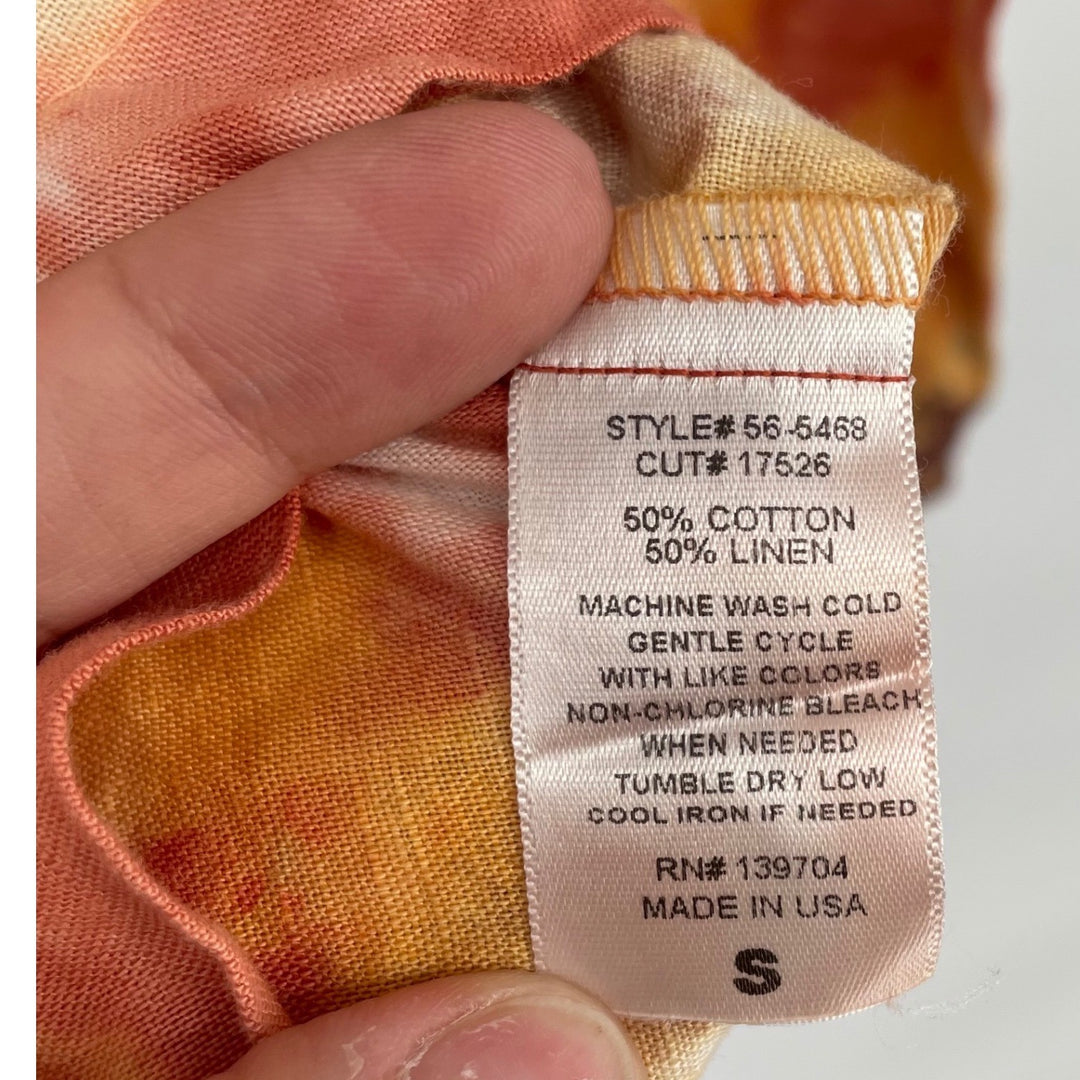 STYLE# 56-5468
CUT# 17526
50% COTTON
50% LINEN
MACHINE WASH COLD
GENTLE CYCLE
WITH LIKE COLORS
NON-CHLORINE BLEACH
WHEN NEEDED
TUMBLE DRY LOW
COOL IRON IF NEEDED
RN# 139704
MADE IN USA
S